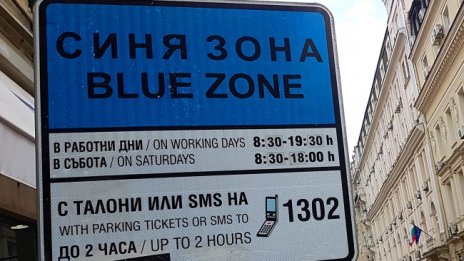 СИНЯ ЗОНА
BLUE ZONE
В РАБОТНИ ДНИ / ON WORKING DAYS 8:30-19:30 h
В СЪБОТА / ON SATURDAYS 8:30-18:00 h
С ТАЛОНИ ИЛИ SMS НА 1302
WITH PARKING TICKETS OR SMS TO
ДО 2 ЧАСА / UP TO 2 HOURS